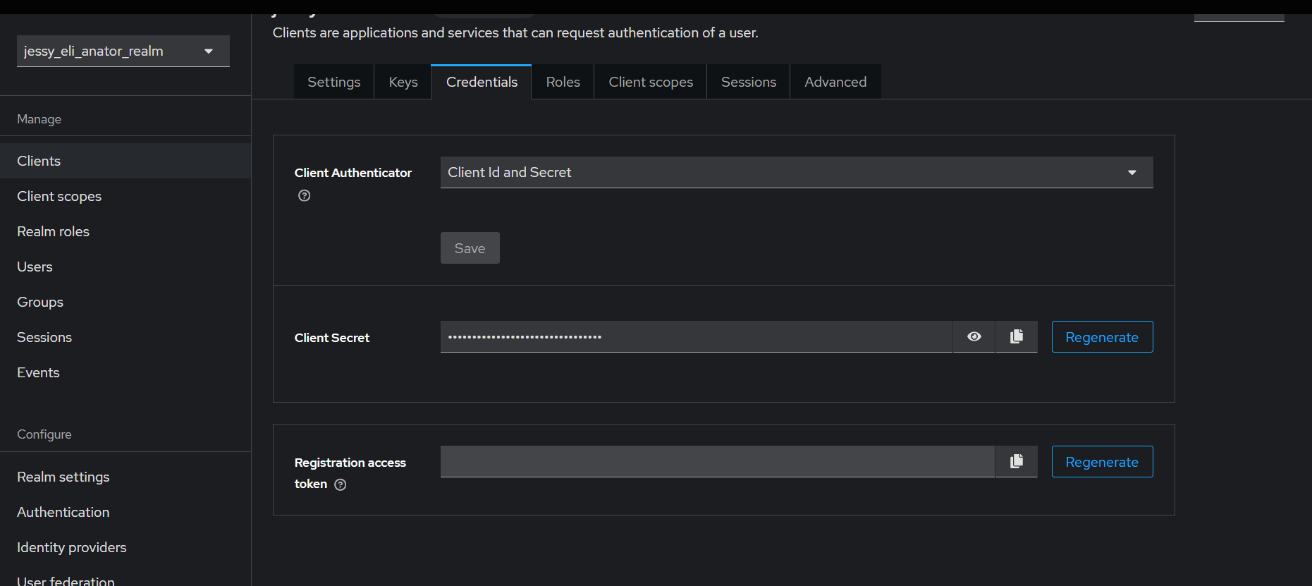 jessy_eli_anator_realm
Manage
Clients
Client scopes
Realm roles
Users
Groups
Sessions
Events
Configure
Realm settings
Authentication
Identity providers
User federation
Clients are applications and services that can request authentication of a user.
Settings Keys Credentials Roles Client scopes Sessions Advanced
Client Authenticator Client Id and Secret
Save
Client Secret •••••••••••••••••••••••••••••••• Regenerate
Registration access
token
Regenerate